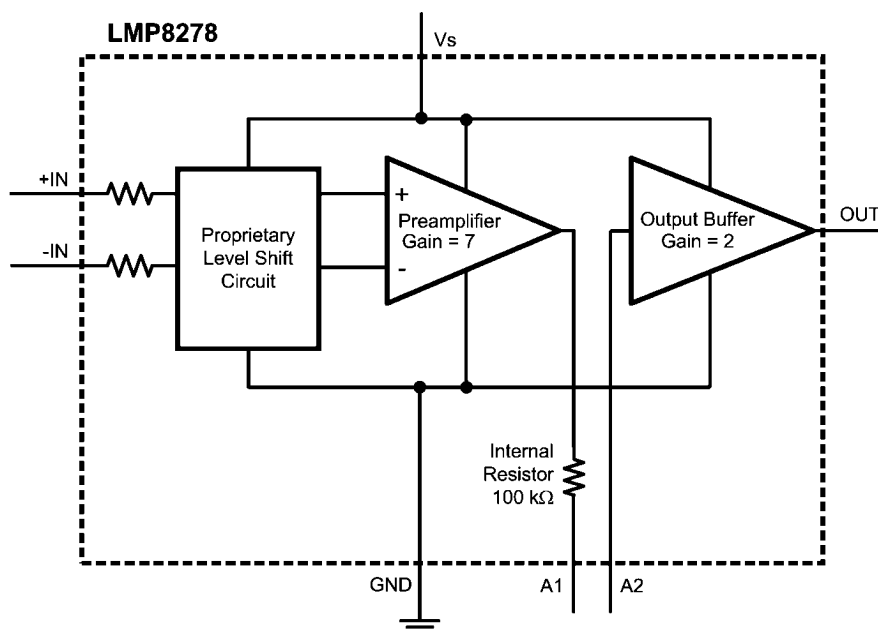 LMP8278
Vs
+IN
-IN
Proprietary
Level Shift
Circuit
+
-
Preamplifier
Gain = 7
Output Buffer
Gain = 2
OUT
Internal
Resistor
100 kΩ
GND
A1
A2